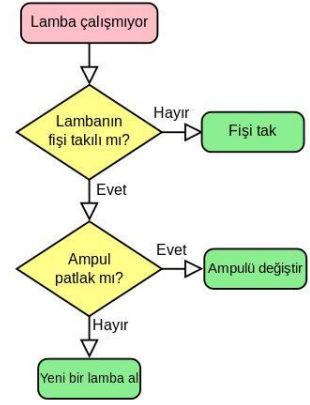 Lamba çalışmıyor
Lambanın
fişi takılı mı?
Hayır
Fişi tak
Evet
Ampul
patlak mı?
Evet
Ampulü değiştir
Hayır
Yeni bir lamba al